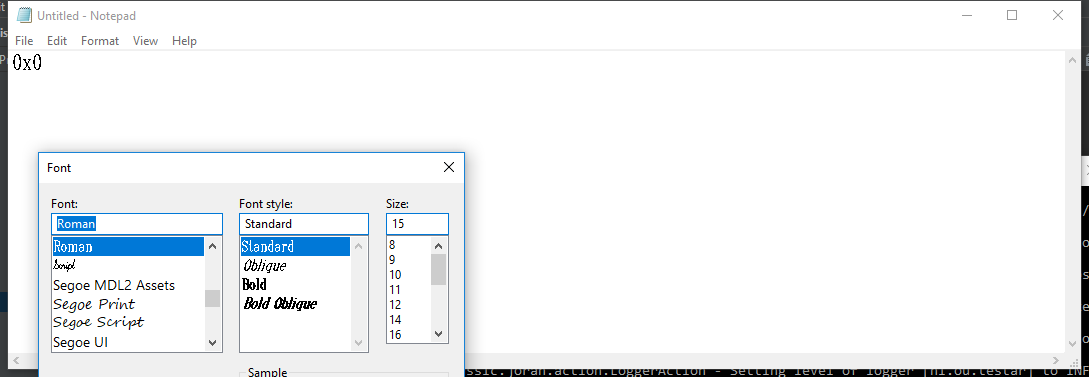 Untitled - Notepad
File Edit Format View Help
0x0
Font
Font: Font style: Size:
Roman Standard 15
Roman Standard 8
Script Oblique 9
Segoe MDL2 Assets Bold 10
Segoe Print Bold Oblique 11
Segoe Script 12
Segoe UI 14
16
Sample
ssic.joran.action.LoggerAction - Setting level of logger [nl.ou.testar] to INF